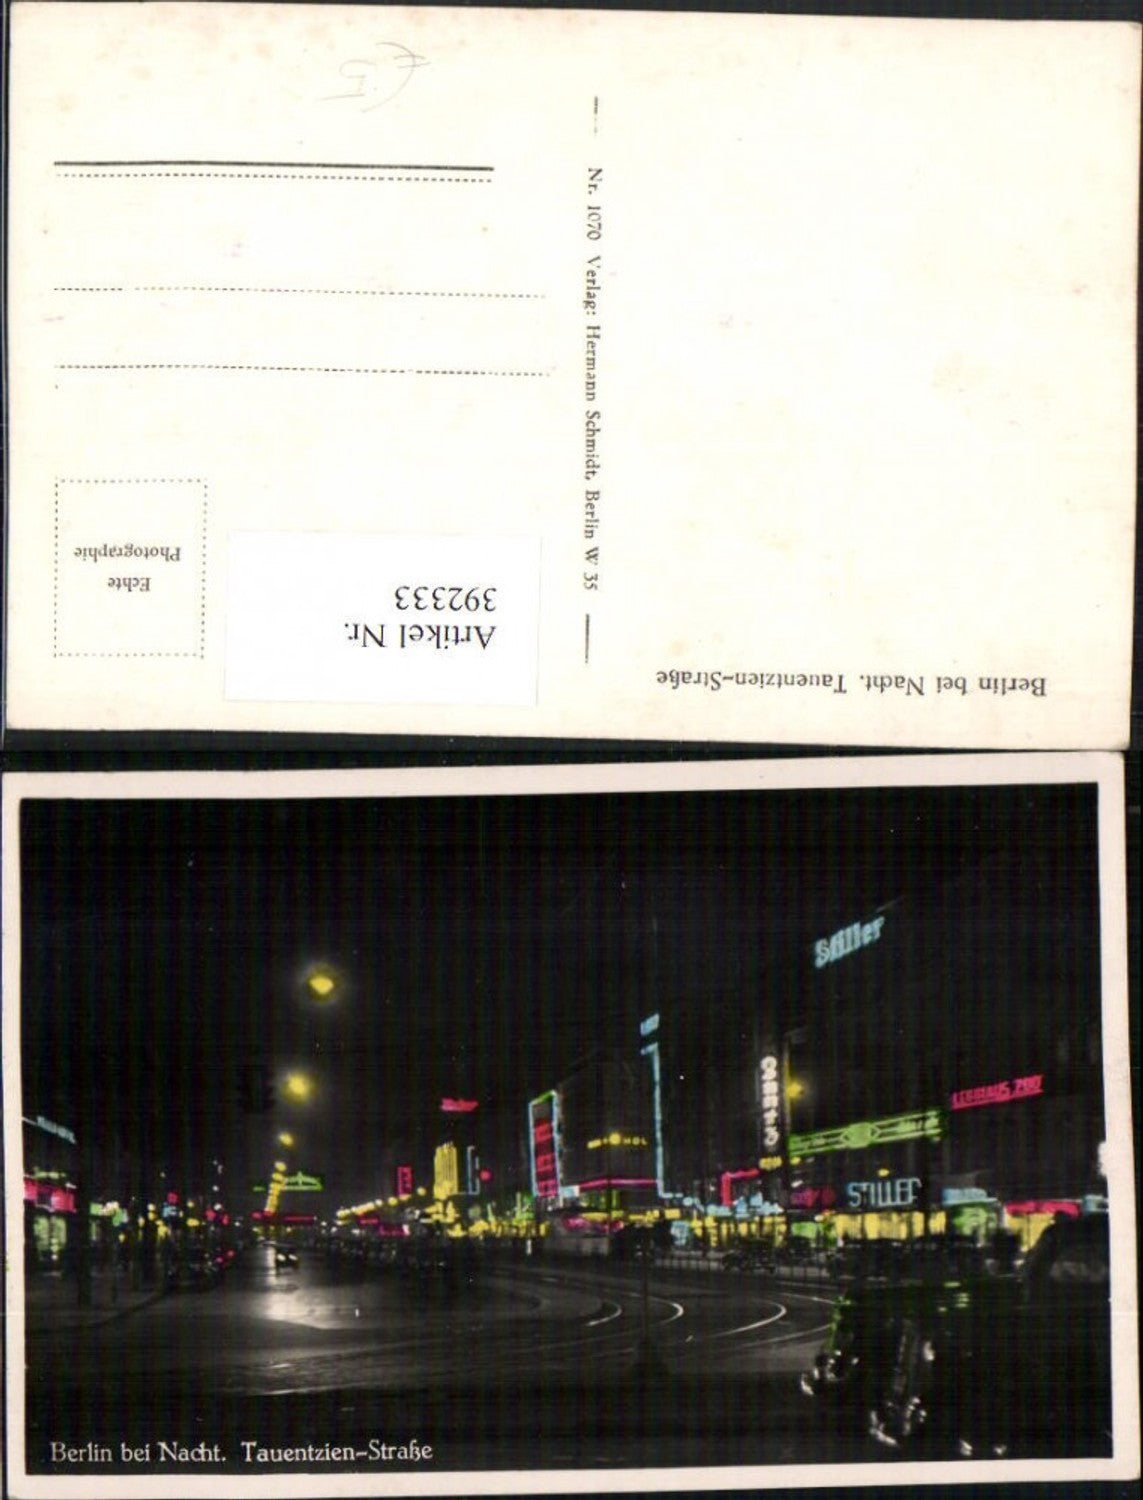 € 5
Nr. 1070 Verlag: Hermann Schmidt, Berlin W 35
Berlin bei Nacht. Tauentzien-Straße
Artikel Nr.
392333
Echte
Photographie
Stiller
STILLER
Berlin bei Nacht. Tauentzien-Straße